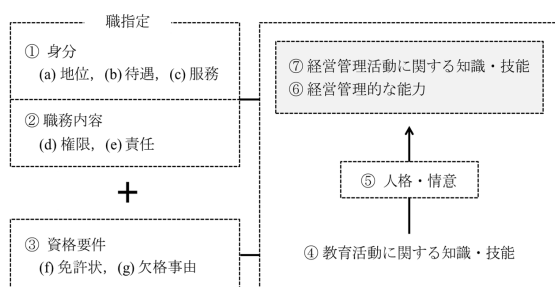 職指定
① 身分
(a) 地位，(b) 待遇，(c) 服務
② 職務内容
(d) 権限，(e) 責任
+
③ 資格要件
(f) 免許状，(g) 欠格事由
⑦ 経営管理活動に関する知識・技能
⑥ 経営管理的な能力
⑤ 人格・情意
④ 教育活動に関する知識・技能